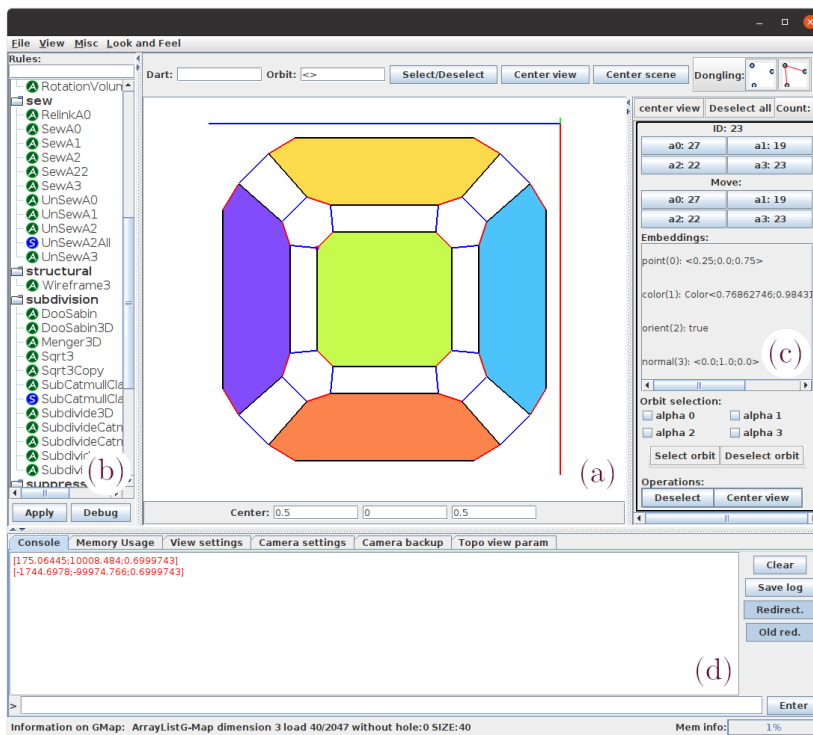 File View Misc Look and Feel
Rules:
RotationVolun
sew
RelinkA0
SewA0
SewA1
SewA2
SewA22
SewA3
UnSewA0
UnSewA1
UnSewA2
UnSewA2All
UnSewA3
structural
Wireframe3
subdivision
DooSabin
DooSabin3D
Menger3D
Sqrt3
Sqrt3Copy
SubCatmullCla
SubCatmullCla
Subdivide3D
SubdivideCatn
SubdivideCatn
Subdivid
Subdivi
suppress
(b)
Apply Debug
Dart: Orbit: <> Select/Deselect Center view Center scene Dongling:
(a)
Center: 0.5 0 0.5
center view Deselect all Count:
ID: 23
a0: 27 a1: 19
a2: 22 a3: 23
Move:
a0: 27 a1: 19
a2: 22 a3: 23
Embeddings:
point(0): <0.25;0.0;0.75>
color(1): Color<0.76862746;0.9843
orient(2): true
normal(3): <0.0;1.0;0.0>
(c)
Orbit selection:
alpha 0 alpha 1
alpha 2 alpha 3
Select orbit Deselect orbit
Operations:
Deselect Center view
Console Memory Usage View settings Camera settings Camera backup Topo view param
[175.06445;10008.484;0.6999743]
[-1744.6978;-99974.766;0.6999743]
Clear
Save log
Redirect.
Old red.
(d)
> Enter
Information on GMap: ArrayListG-Map dimension 3 load 40/2047 without hole:0 SIZE:40 Mem info: 1%